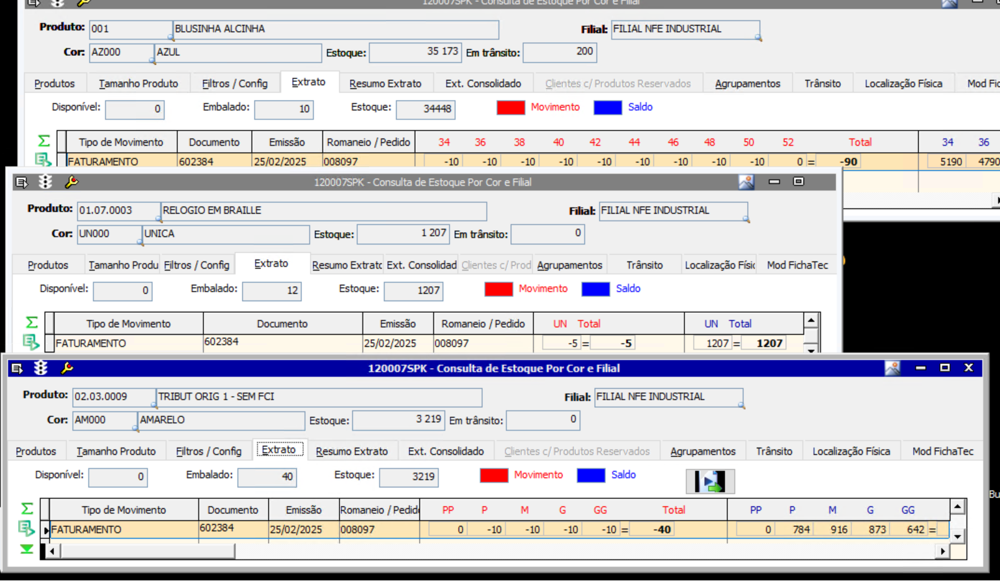 120007SPK - Consulta de Estoque Por Cor e Filial
Produto: 001 BLUSINHA ALCINHA Filial: FILIAL NFE INDUSTRIAL
Cor: AZ000 AZUL Estoque: 35 173 Em trânsito: 200
Produtos Tamanho Produto Filtros / Config Extrato Resumo Extrato Ext. Consolidado Clientes c/ Produtos Reservados Agrupamentos Trânsito Localização Física Mod Fic
Disponível: 0 Embalado: 10 Estoque: 34448 Movimento Saldo
Tipo de Movimento Documento Emissão Romaneio / Pedido 34 36 38 40 42 44 46 48 50 52 Total 34 36
FATURAMENTO 602384 25/02/2025 008097 -10 -10 -10 -10 -10 -10 -10 -10 -10 0 = -90 5190 4790
120007SPK - Consulta de Estoque Por Cor e Filial
Produto: 01.07.0003 RELOGIO EM BRAILLE Filial: FILIAL NFE INDUSTRIAL
Cor: UN000 UNICA Estoque: 1 207 Em trânsito: 0
Produtos Tamanho Produ Filtros / Config Extrato Resumo Extrato Ext. Consolidad Clientes c/ Prod Agrupamentos Trânsito Localização Físic Mod FichaTec
Disponível: 0 Embalado: 12 Estoque: 1207 Movimento Saldo
Tipo de Movimento Documento Emissão Romaneio / Pedido UN Total UN Total
FATURAMENTO 602384 25/02/2025 008097 -5 = -5 1207 = 1207
120007SPK - Consulta de Estoque Por Cor e Filial
Produto: 02.03.0009 TRIBUT ORIG 1 - SEM FCI Filial: FILIAL NFE INDUSTRIAL
Cor: AM000 AMARELO Estoque: 3 219 Em trânsito: 0
Produtos Tamanho Produto Filtros / Config Extrato Resumo Extrato Ext. Consolidado Clientes c/ Produtos Reservados Agrupamentos Trânsito Localização Física Mod FichaTec
Disponível: 0 Embalado: 40 Estoque: 3219 Movimento Saldo
Bu
Tipo de Movimento Documento Emissão Romaneio / Pedid PP P M G GG Total PP P M G GG
FATURAMENTO 602384 25/02/2025 008097 0 -10 -10 -10 -10 = -40 0 784 916 873 642 =